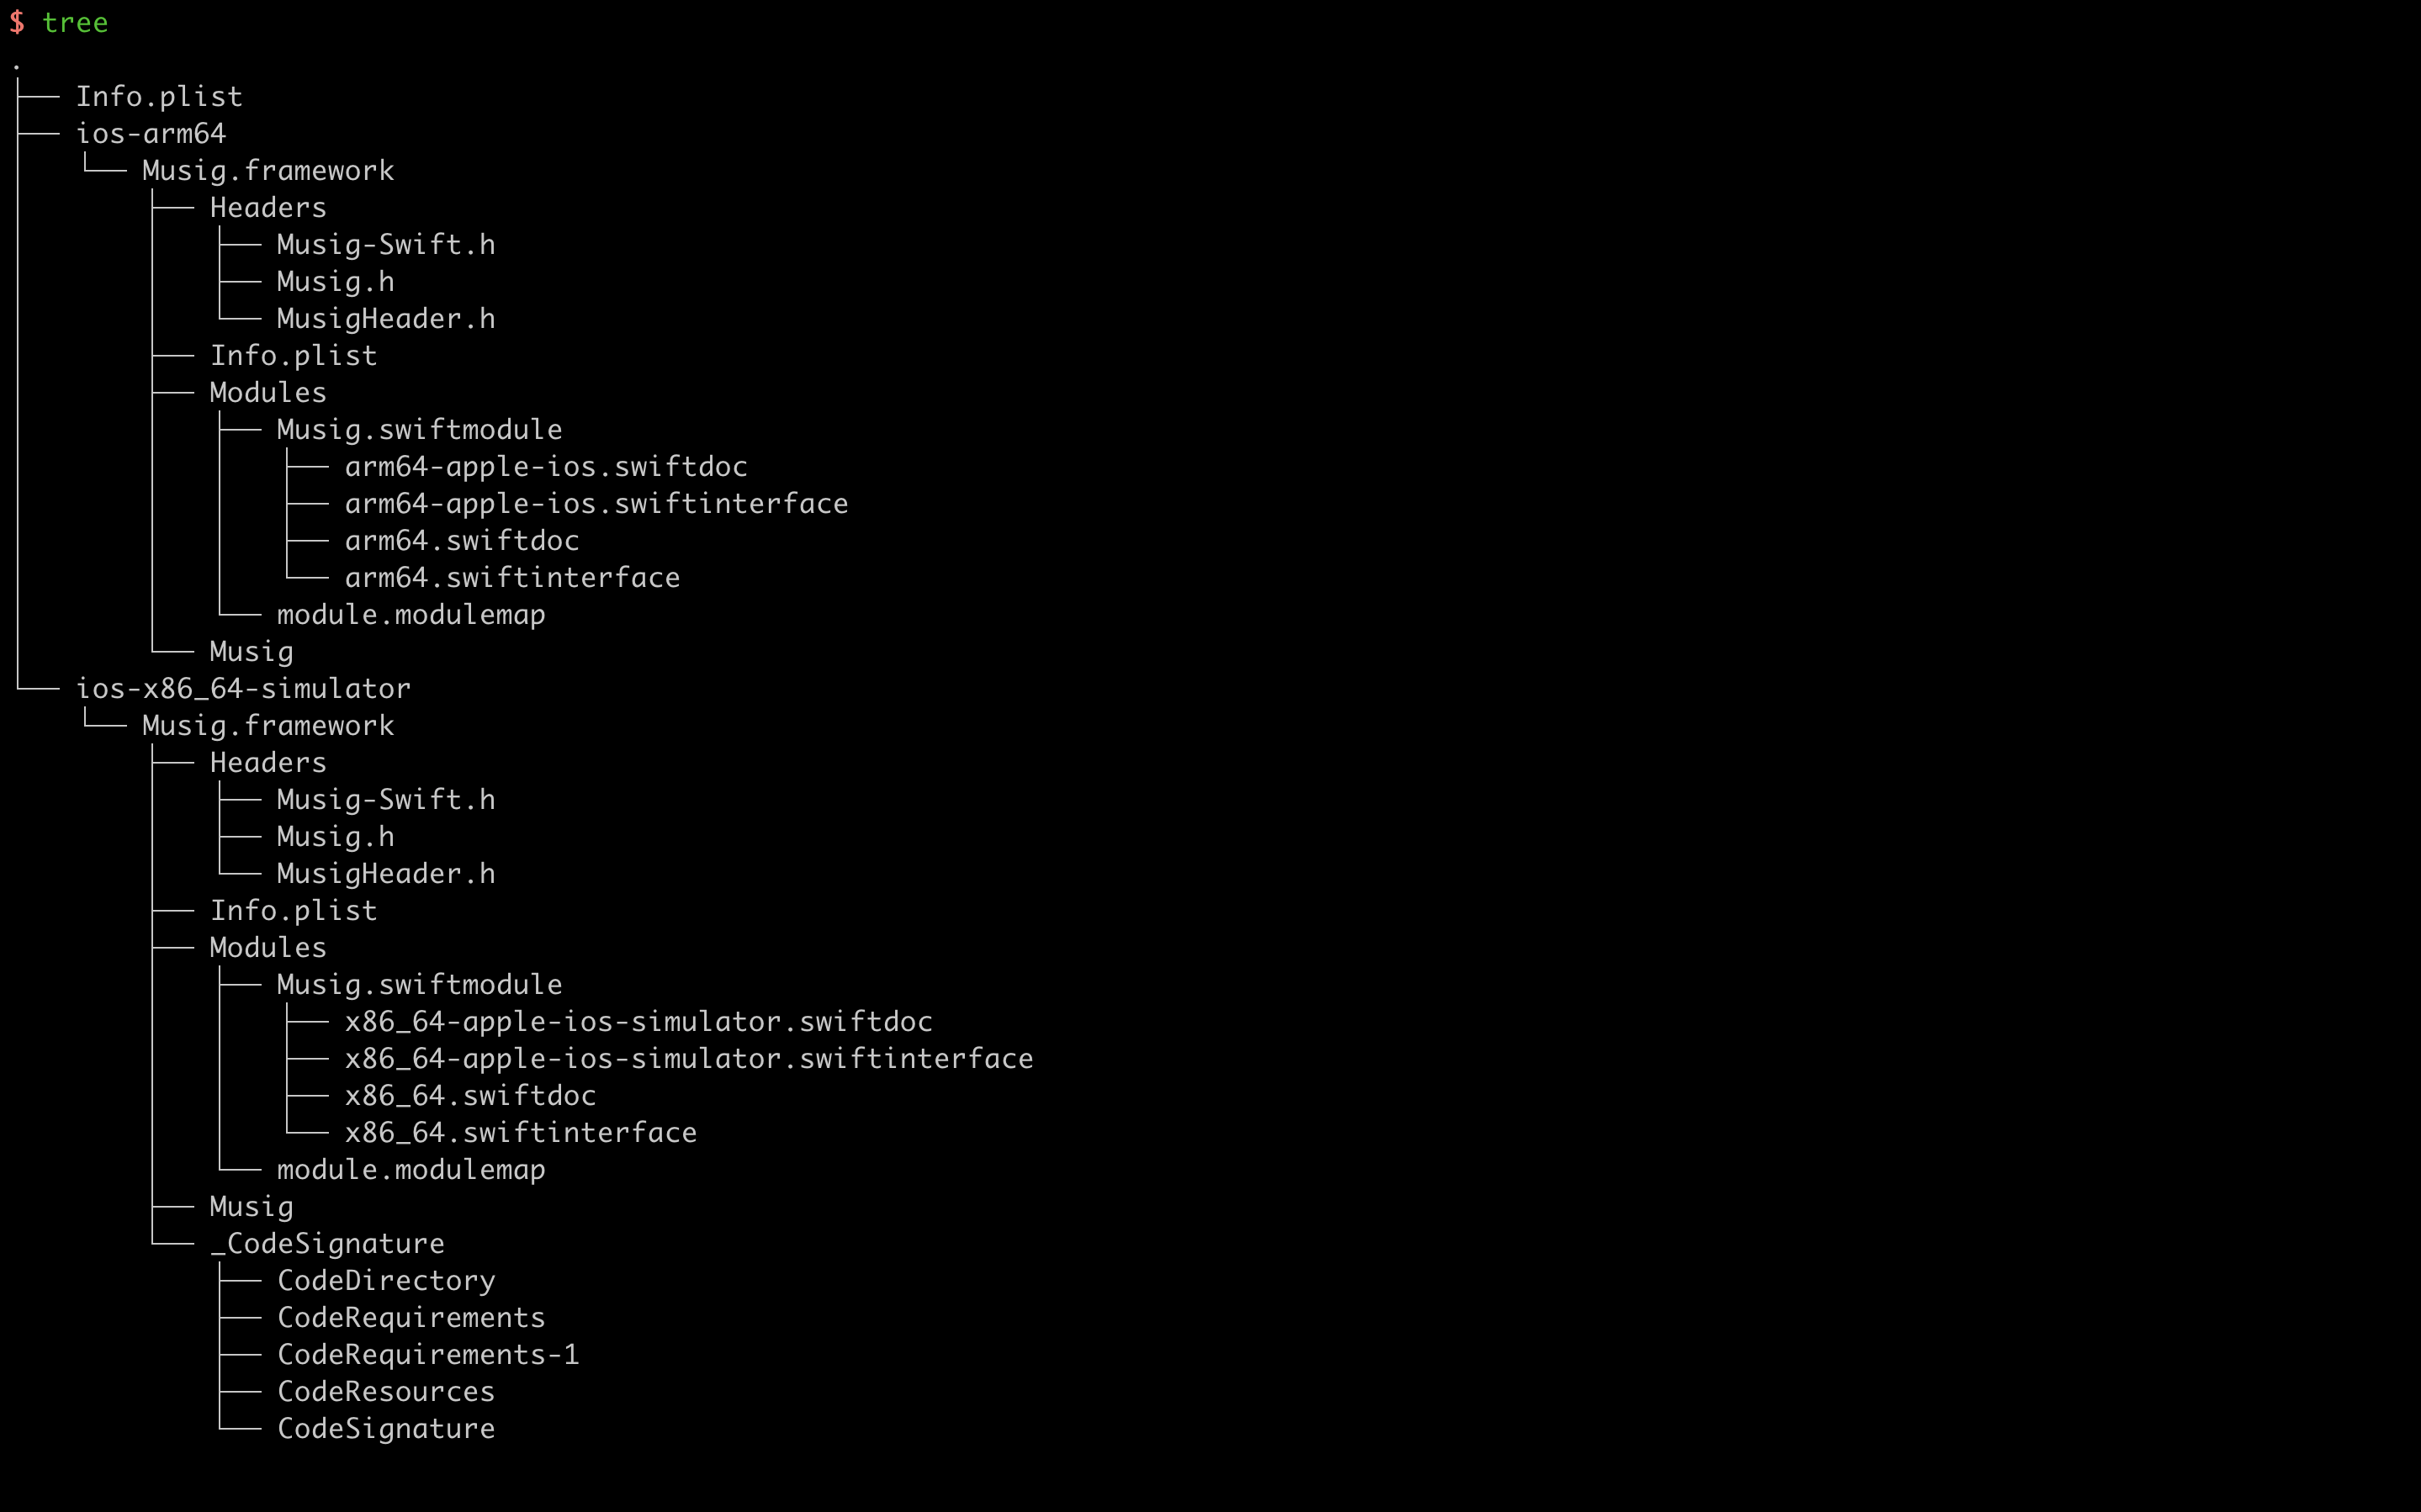 $ tree
.
├── Info.plist
├── ios-arm64
│   └── Musig.framework
│       ├── Headers
│       │   ├── Musig-Swift.h
│       │   ├── Musig.h
│       │   └── MusigHeader.h
│       ├── Info.plist
│       ├── Modules
│       │   ├── Musig.swiftmodule
│       │   │   ├── arm64-apple-ios.swiftdoc
│       │   │   ├── arm64-apple-ios.swiftinterface
│       │   │   ├── arm64.swiftdoc
│       │   │   └── arm64.swiftinterface
│       │   └── module.modulemap
│       └── Musig
└── ios-x86_64-simulator
    └── Musig.framework
        ├── Headers
        │   ├── Musig-Swift.h
        │   ├── Musig.h
        │   └── MusigHeader.h
        ├── Info.plist
        ├── Modules
        │   ├── Musig.swiftmodule
        │   │   ├── x86_64-apple-ios-simulator.swiftdoc
        │   │   ├── x86_64-apple-ios-simulator.swiftinterface
        │   │   ├── x86_64.swiftdoc
        │   │   └── x86_64.swiftinterface
        │   └── module.modulemap
        ├── Musig
        └── _CodeSignature
            ├── CodeDirectory
            ├── CodeRequirements
            ├── CodeRequirements-1
            ├── CodeResources
            └── CodeSignature